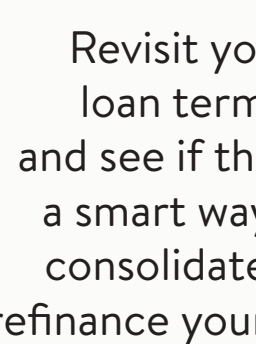 Revisit yo
loan term
and see if th
a smart way
consolidate
refinance your